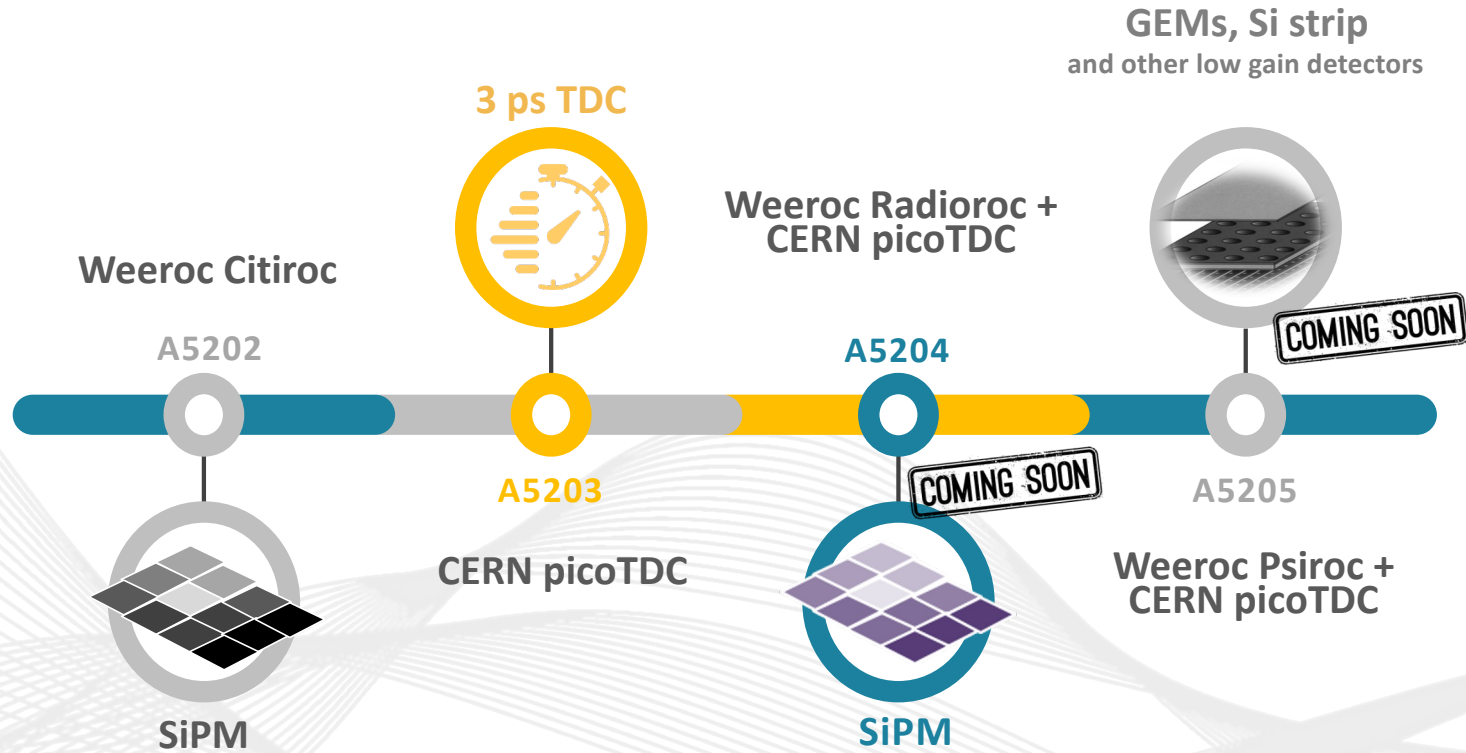 GEMs, Si strip
and other low gain detectors
3 ps TDC
Weeroc Radioroc +
CERN picoTDC
Weeroc Citiroc
COMING SOON
A5202
A5204
A5203
COMING SOON
A5205
CERN picoTDC
Weeroc Psiroc +
CERN picoTDC
SiPM
SiPM